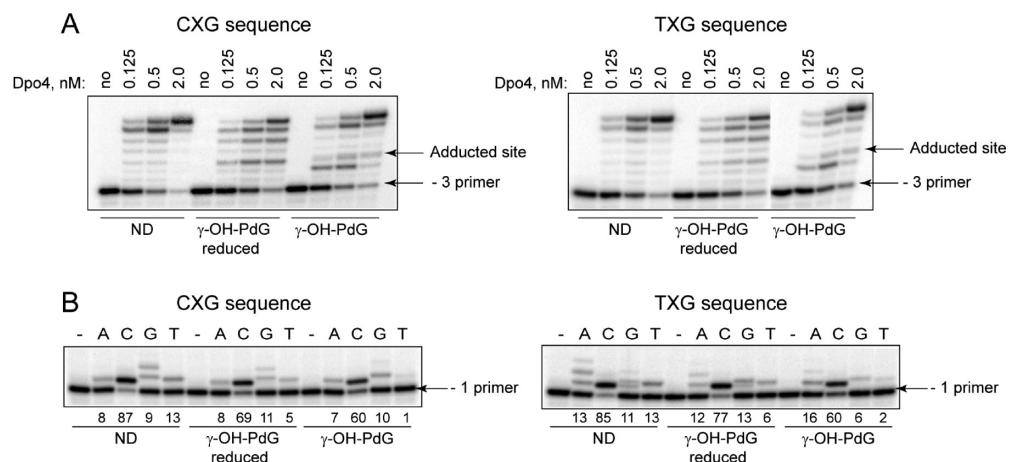 A
CXG sequence
TXG sequence
Dpo4, nM: no 0.125 0.5 2.0 no 0.125 0.5 2.0 no 0.125 0.5 2.0
no 0.125 0.5 2.0 no 0.125 0.5 2.0 no 0.125 0.5 2.0
Dpo4, nM:
Adducted site
Adducted site
- 3 primer
- 3 primer
ND γ-OH-PdG reduced γ-OH-PdG
ND γ-OH-PdG reduced γ-OH-PdG
B
CXG sequence
TXG sequence
- A C G T - A C G T - A C G T
- A C G T - A C G T - A C G T
- 1 primer
- 1 primer
8 87 9 13 8 69 11 5 7 60 10 1
13 85 11 13 12 77 13 6 16 60 6 2
ND γ-OH-PdG reduced γ-OH-PdG
ND γ-OH-PdG reduced γ-OH-PdG